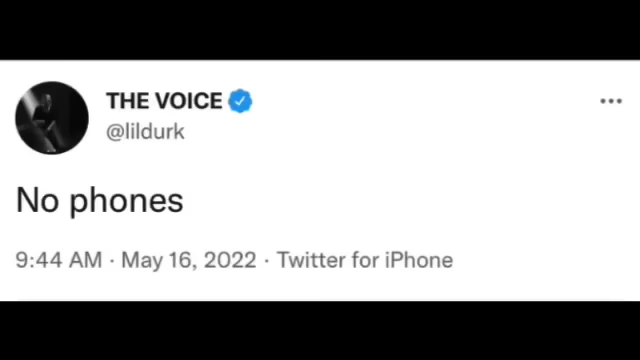 THE VOICE
@lildurk
No phones
9:44 AM · May 16, 2022 · Twitter for iPhone